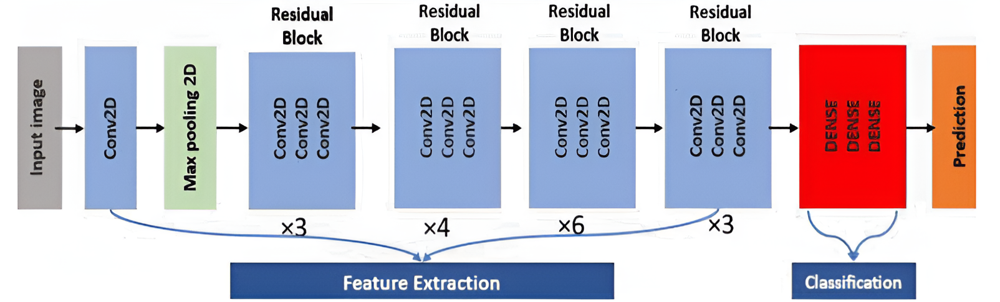 Input image
Conv2D
Max pooling 2D
Residual
Block
Conv2D
Conv2D
Conv2D
×3
Residual
Block
Conv2D
Conv2D
Conv2D
×4
Residual
Block
Conv2D
Conv2D
Conv2D
×6
Residual
Block
Conv2D
Conv2D
Conv2D
×3
DENSE
DENSE
DENSE
Prediction
Feature Extraction
Classification